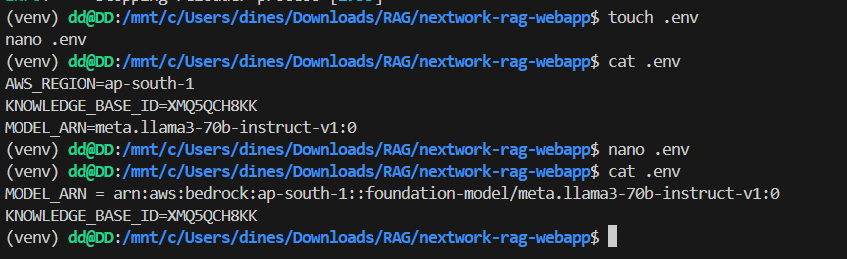 (venv) dd@DD:/mnt/c/Users/dines/Downloads/RAG/nextwork-rag-webapp$ touch .env
nano .env
(venv) dd@DD:/mnt/c/Users/dines/Downloads/RAG/nextwork-rag-webapp$ cat .env
AWS_REGION=ap-south-1
KNOWLEDGE_BASE_ID=XMQ5QCH8KK
MODEL_ARN=meta.llama3-70b-instruct-v1:0
(venv) dd@DD:/mnt/c/Users/dines/Downloads/RAG/nextwork-rag-webapp$ nano .env
(venv) dd@DD:/mnt/c/Users/dines/Downloads/RAG/nextwork-rag-webapp$ cat .env
MODEL_ARN = arn:aws:bedrock:ap-south-1::foundation-model/meta.llama3-70b-instruct-v1:0
KNOWLEDGE_BASE_ID=XMQ5QCH8KK
(venv) dd@DD:/mnt/c/Users/dines/Downloads/RAG/nextwork-rag-webapp$